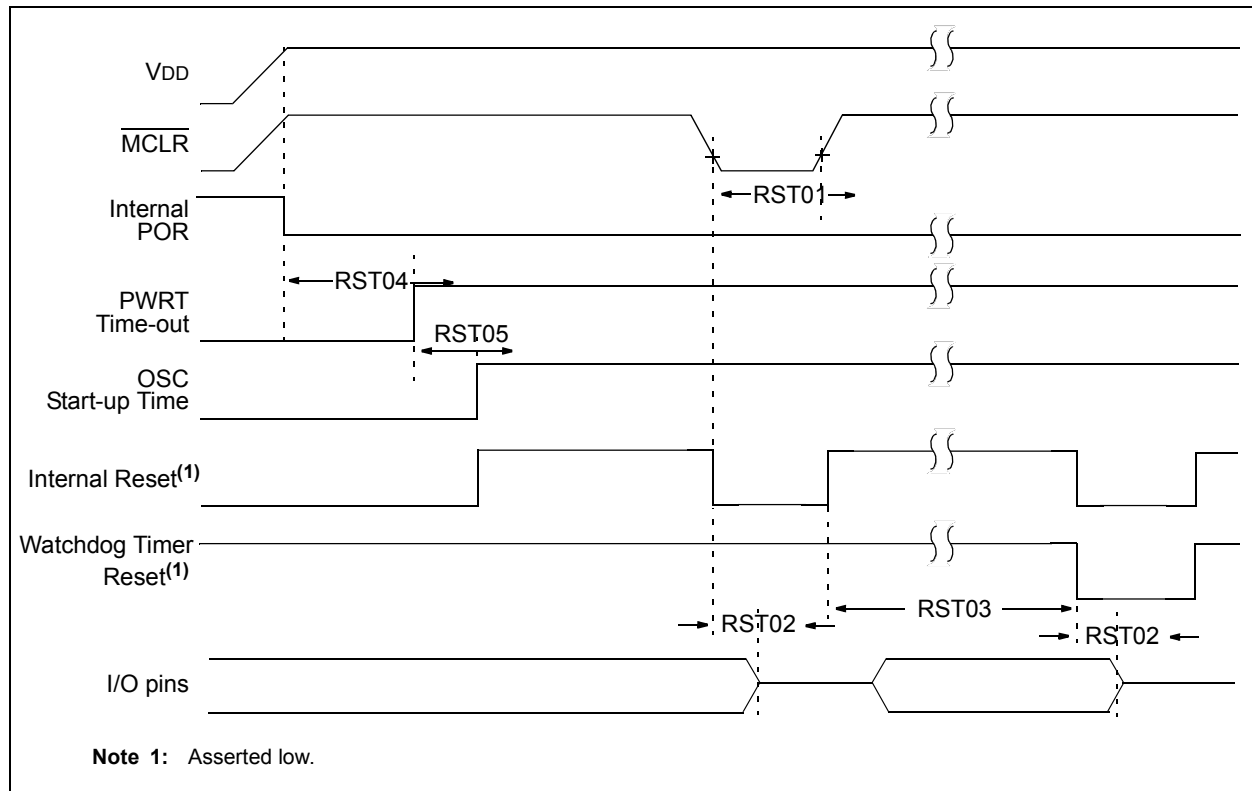 VDD
MCLR
RST01
Internal
POR
RST04
PWRT
Time-out
RST05
OSC
Start-up Time
Internal Reset(1)
Watchdog Timer
Reset(1)
RST03
RST02
RST02
I/O pins
Note 1: Asserted low.